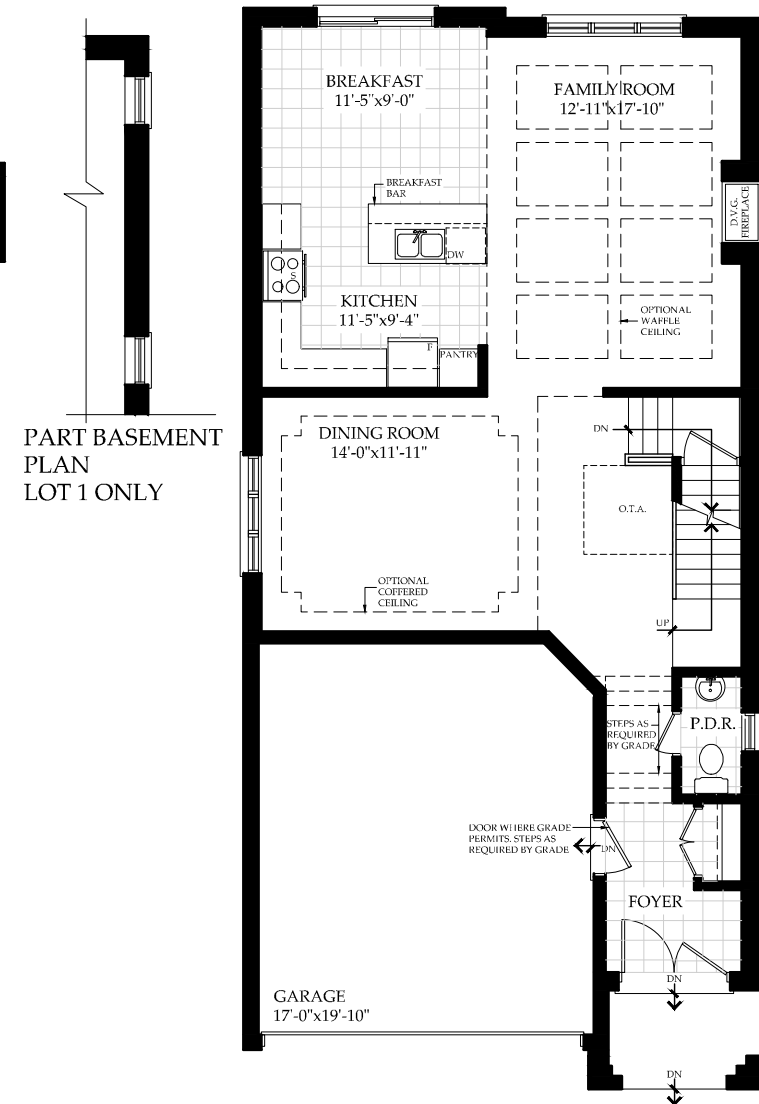 BREAKFAST
11'-5"x9'-0"
FAMILY ROOM
12'-11"x17'-10"
BREAKFAST
BAR
D.V.G.
FIREPLACE
DW
S
KITCHEN
11'-5"x9'-4"
OPTIONAL
WAFFLE
CEILING
F
PANTRY
PART BASEMENT
PLAN
LOT 1 ONLY
DINING ROOM
14'-0"x11'-11"
DN
O.T.A.
OPTIONAL
COFFERED
CEILING
UP
STEPS AS
REQUIRED
BY GRADE
P.D.R.
DOOR WHERE GRADE
PERMITS. STEPS AS
REQUIRED BY GRADE
DN
FOYER
DN
GARAGE
17'-0"x19'-10"
DN